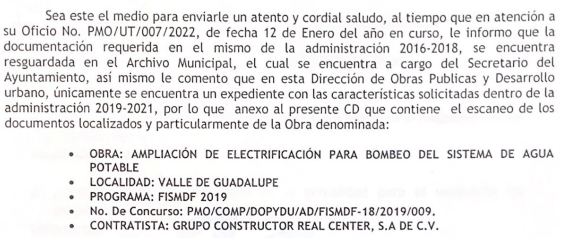 Sea este el medio para enviarle un atento y cordial saludo, al tiempo que en atención a
su Oficio No. PMO/UT/007/2022, de fecha 12 de Enero del año en curso, le informo que la
documentación requerida en el mismo de la administración 2016-2018, se encuentra
resguardada en el Archivo Municipal, el cual se encuentra a cargo del Secretario del
Ayuntamiento, así mismo le comento que en esta Dirección de Obras Publicas y Desarrollo
urbano, únicamente se encuentra un expediente con las características solicitadas dentro de la
administración 2019-2021, por lo que anexo al presente CD que contiene el escaneo de los
documentos localizados y particularmente de la Obra denominada:
• OBRA: AMPLIACIÓN DE ELECTRIFICACIÓN PARA BOMBEO DEL SISTEMA DE AGUA
POTABLE
• LOCALIDAD: VALLE DE GUADALUPE
• PROGRAMA: FISMDF 2019
• No. De Concurso: PMO/COMP/DOPYDU/AD/FISMDF-18/2019/009.
• CONTRATISTA: GRUPO CONSTRUCTOR REAL CENTER, S.A DE C.V.